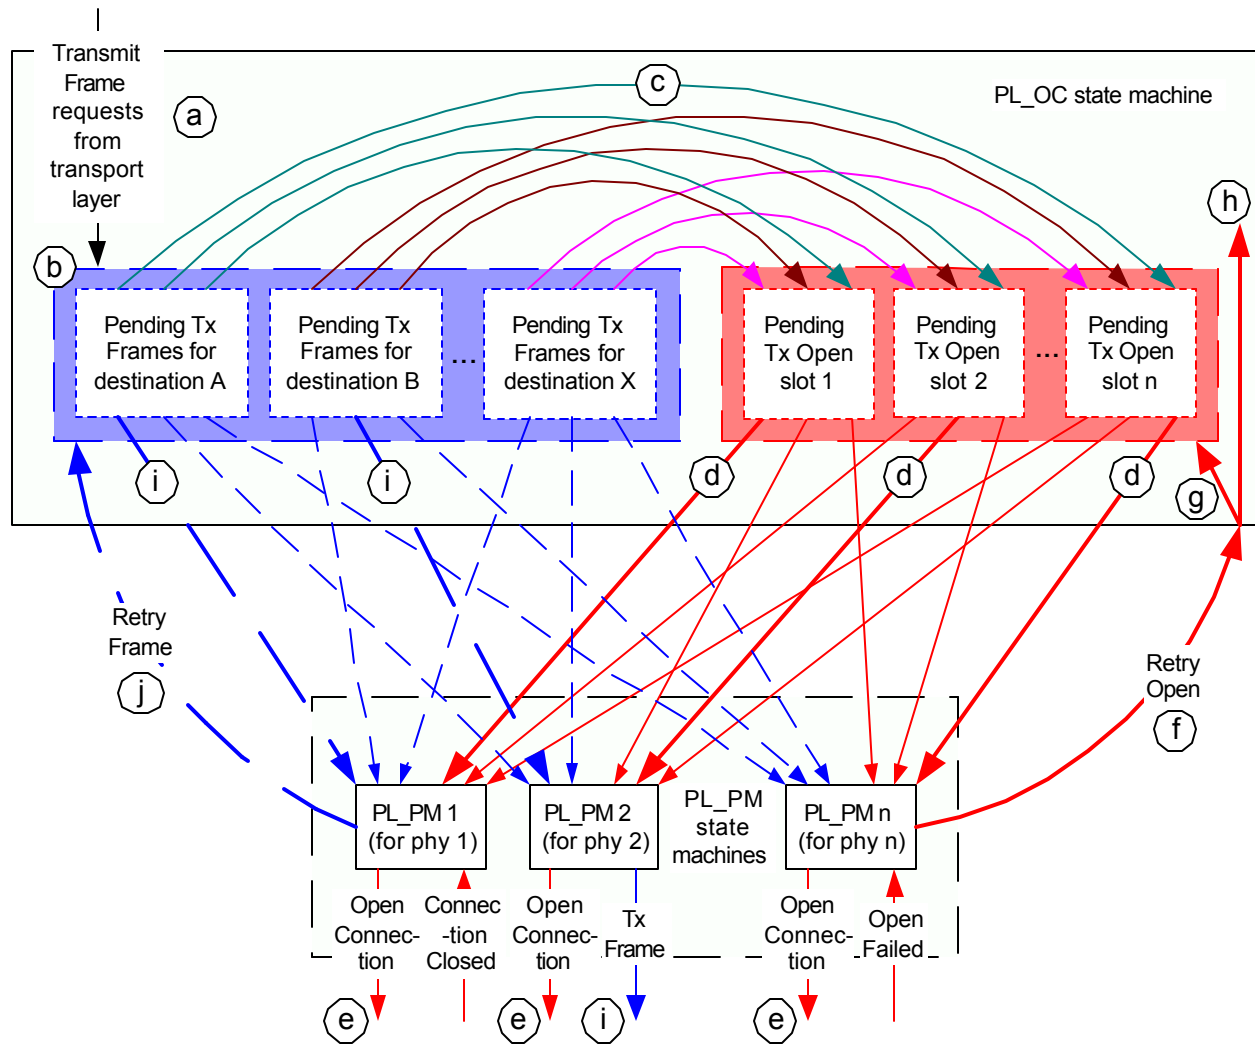 Transmit
Frame
requests
from
transport
layer
a
c
PL_OC state machine
h
b
Pending Tx
Frames for
destination A
Pending Tx
Frames for
destination B
...
Pending Tx
Frames for
destination X
Pending
Tx Open
slot 1
Pending
Tx Open
slot 2
...
Pending
Tx Open
slot n
i
i
d
d
d
g
Retry
Frame
j
Retry
Open
f
PL_PM 1
(for phy 1)
PL_PM 2
(for phy 2)
PL_PM
state
machines
PL_PM n
(for phy n)
Open
Connec-
tion
Connec
-tion
Closed
Open
Connec-
tion
Tx
Frame
Open
Connec-
tion
Open
Failed
e
e
i
e